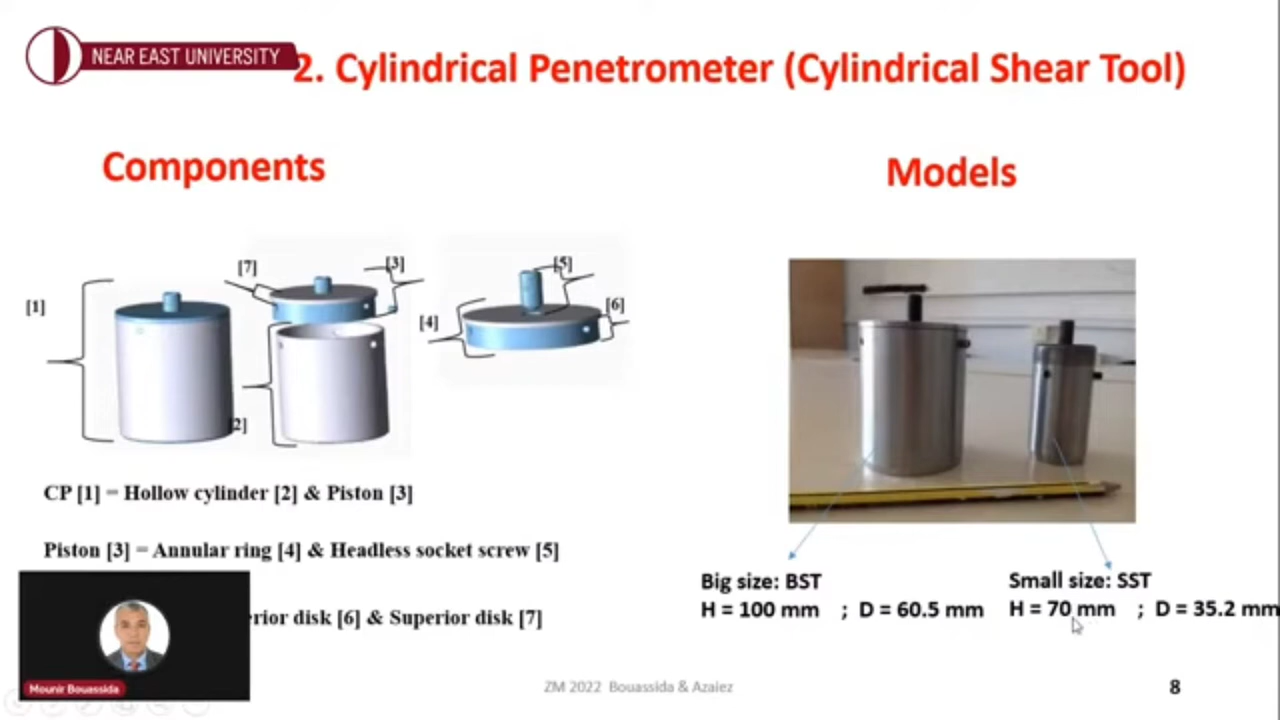 NEAR EAST UNIVERSITY
2. Cylindrical Penetrometer (Cylindrical Shear Tool)
Components
Models
[1]
[7]
[3]
[2]
[5]
[4]
[6]
CP [1] = Hollow cylinder [2] & Piston [3]
Piston [3] = Annular ring [4] & Headless socket screw [5]
rior disk [6] & Superior disk [7]
Big size: BST
H = 100 mm ; D = 60.5 mm
Small size: SST
H = 70 mm ; D = 35.2 mm
Mounir Bouassida
ZM 2022 Bouassida & Azaiez
8